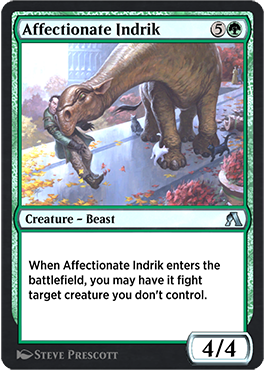 Affectionate Indrik 5
Creature – Beast
When Affectionate Indrik enters the
battlefield, you may have it fight
target creature you don't control.
Steve Prescott
4/4